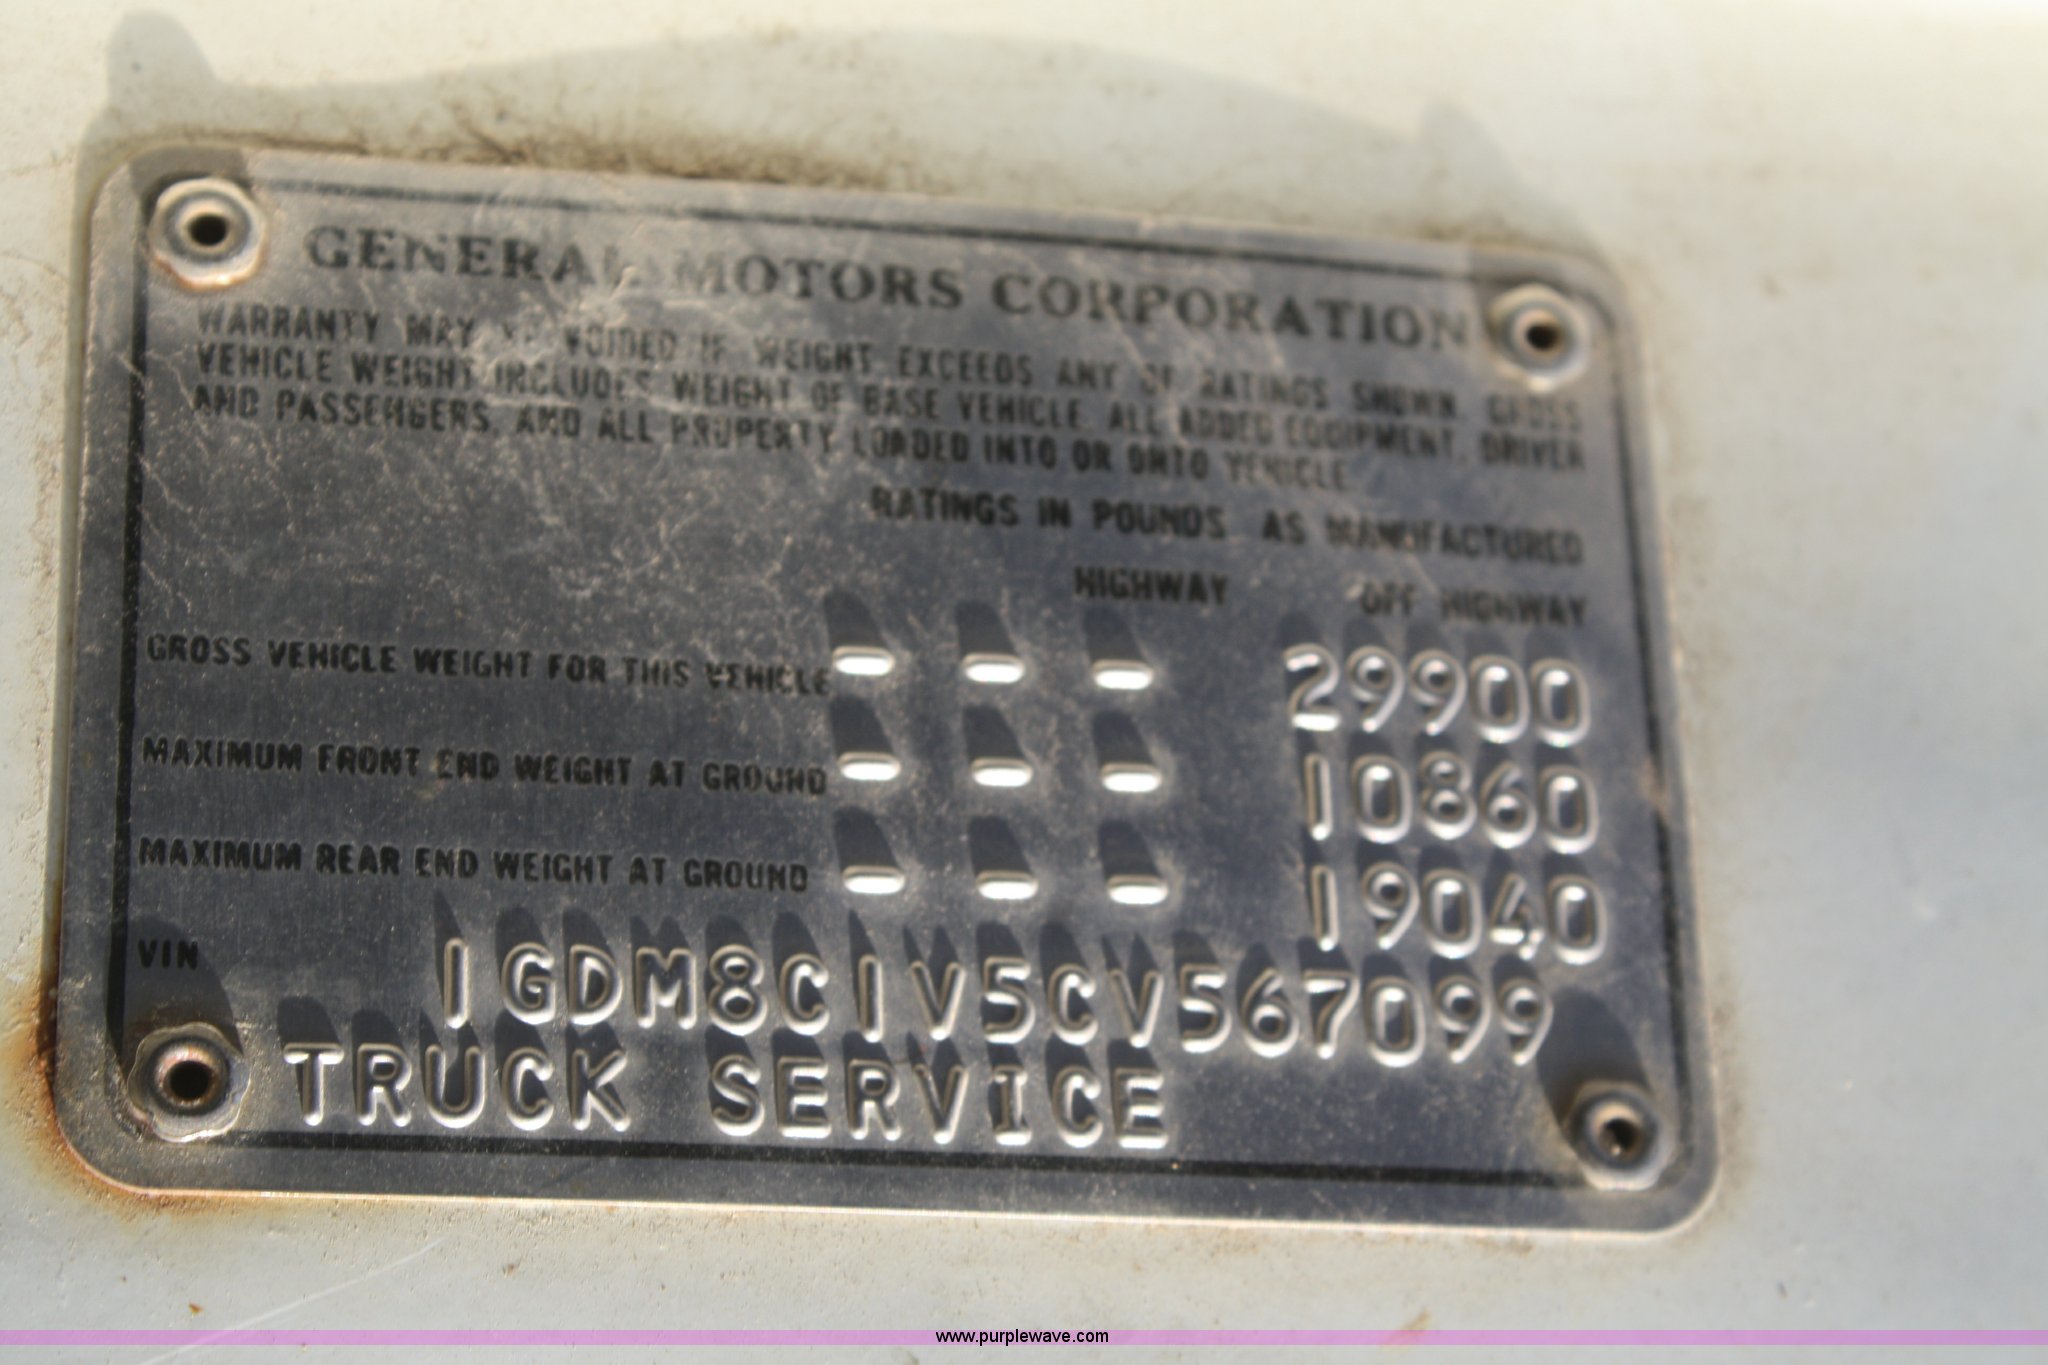 GENERAL MOTORS CORPORATION
WARRANTY MAY BE VOIDED IF WEIGHT EXCEEDS ANY OF RATINGS SHOWN. GROSS
VEHICLE WEIGHT INCLUDES WEIGHT OF BASE VEHICLE, ALL ADDED EQUIPMENT, DRIVER
AND PASSENGERS, AND ALL PROPERTY LOADED INTO OR ONTO VEHICLE.
RATINGS IN POUNDS AS MANUFACTURED
HIGHWAY OFF HIGHWAY
GROSS VEHICLE WEIGHT FOR THIS VEHICLE - - - 29900
MAXIMUM FRONT END WEIGHT AT GROUND - - - 10860
MAXIMUM REAR END WEIGHT AT GROUND - - - 19040
VIN 1GDM8C1V5CV567099
TRUCK SERVICE
www.purplewave.com